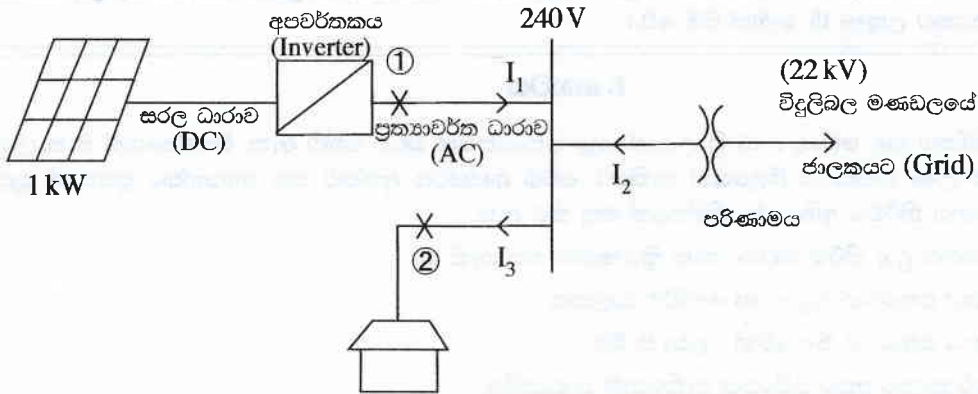 අපවර්තකය
(Inverter)
240 V
①
I₁
(22 kV)
විදුලිබල මණ්ඩලයේ
සරල ධාරාව
(DC)
ප්‍රත්‍යාවර්ත ධාරාව
(AC)
1 kW
I₂
ජාලකයට (Grid)
පරිණාමය
②
I₃